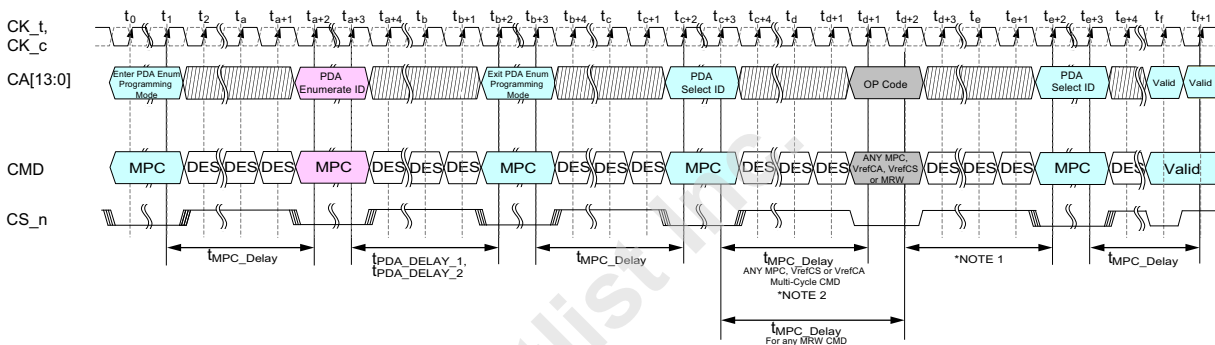 t0 t1 t2 ta ta+1 ta+2 ta+3 ta+4 tb tb+1 tb+2 tb+3 tb+4 tc tc+1 tc+2 tc+3 tc+4 td td+1 td+1 td+2 td+3 te te+1 te+2 te+3 te+4 tf tf+1
CK_t,
CK_c
CA[13:0]
Enter PDA Enum
Programming
Mode
PDA
Enumerate ID
Exit PDA Enum
Programming
Mode
PDA
Select ID
OP Code
PDA
Select ID
Valid
Valid
CMD
MPC
DES
DES
DES
MPC
DES
DES
DES
MPC
DES
DES
DES
MPC
DES
DES
DES
ANY MPC,
VrefCA, VrefCS
or MRW
DES
DES
DES
MPC
DES
Valid
CS_n
tMPC_Delay
tPDA_DELAY_1,
tPDA_DELAY_2
tMPC_Delay
tMPC_Delay
ANY MPC, VrefCS or VrefCA
Multi-Cycle CMD
*NOTE 2
*NOTE 1
tMPC_Delay
tMPC_Delay
For any MRW CMD
tlist Inc.